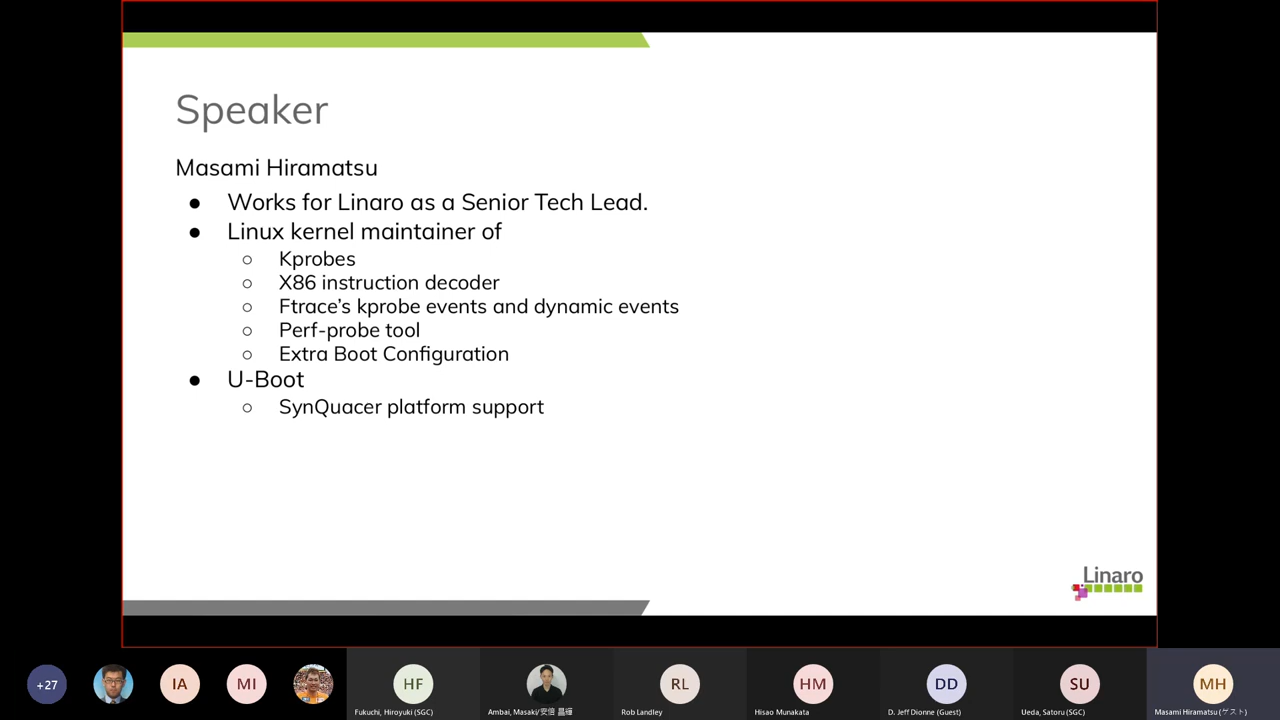 Speaker
Masami Hiramatsu
● Works for Linaro as a Senior Tech Lead.
● Linux kernel maintainer of
○ Kprobes
○ X86 instruction decoder
○ Ftrace’s kprobe events and dynamic events
○ Perf-probe tool
○ Extra Boot Configuration
● U-Boot
○ SynQuacer platform support
Linaro
+27
IA
MI
HF
RL
HM
DD
SU
MH
Fukuchi, Hiroyuki (SGC)
Ambai, Masaki/安倍 晶暉
Rob Landley
Hisao Munakata
D. Jeff Dionne (Guest)
Ueda, Satoru (SGC)
Masami Hiramatsu (ゲスト)